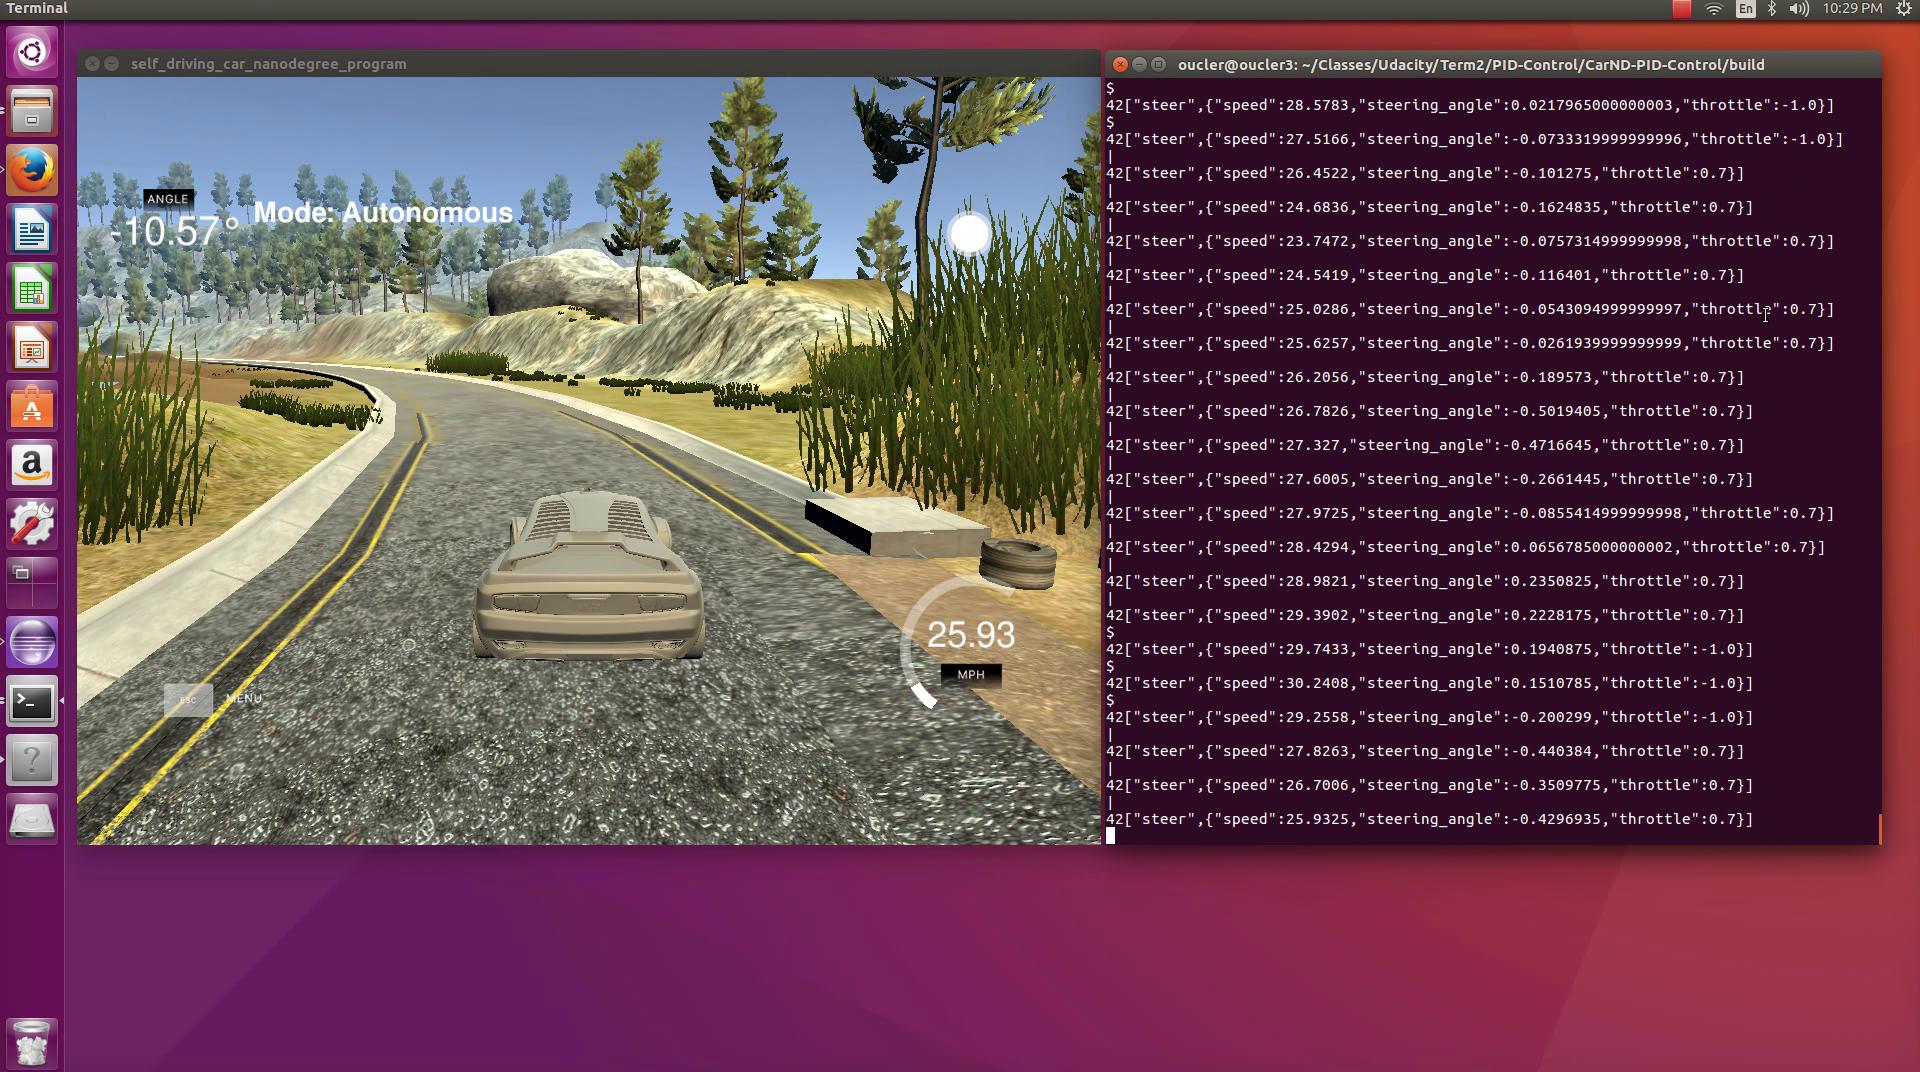 Terminal
En
10:29 PM
self_driving_car_nanodegree_program
ANGLE
-10.57°
Mode: Autonomous
25.93
MPH
ESC
MENU
oucler@oucler3: ~/Classes/Udacity/Term2/PID-Control/CarND-PID-Control/build
$
42["steer",{"speed":28.5783,"steering_angle":0.0217965000000003,"throttle":-1.0}]
$
42["steer",{"speed":27.5166,"steering_angle":-0.0733319999999996,"throttle":-1.0}]
|
42["steer",{"speed":26.4522,"steering_angle":-0.101275,"throttle":0.7}]
|
42["steer",{"speed":24.6836,"steering_angle":-0.1624835,"throttle":0.7}]
|
42["steer",{"speed":23.7472,"steering_angle":-0.0757314999999998,"throttle":0.7}]
|
42["steer",{"speed":24.5419,"steering_angle":-0.116401,"throttle":0.7}]
|
42["steer",{"speed":25.0286,"steering_angle":-0.0543094999999997,"throttle":0.7}]
|
42["steer",{"speed":25.6257,"steering_angle":-0.0261939999999999,"throttle":0.7}]
|
42["steer",{"speed":26.2056,"steering_angle":-0.189573,"throttle":0.7}]
|
42["steer",{"speed":26.7826,"steering_angle":-0.5019405,"throttle":0.7}]
|
42["steer",{"speed":27.327,"steering_angle":-0.4716645,"throttle":0.7}]
|
42["steer",{"speed":27.6005,"steering_angle":-0.2661445,"throttle":0.7}]
|
42["steer",{"speed":27.9725,"steering_angle":-0.0855414999999998,"throttle":0.7}]
|
42["steer",{"speed":28.4294,"steering_angle":0.0656785000000002,"throttle":0.7}]
|
42["steer",{"speed":28.9821,"steering_angle":0.2350825,"throttle":0.7}]
|
42["steer",{"speed":29.3902,"steering_angle":0.2228175,"throttle":0.7}]
$
42["steer",{"speed":29.7433,"steering_angle":0.1940875,"throttle":-1.0}]
$
42["steer",{"speed":30.2408,"steering_angle":0.1510785,"throttle":-1.0}]
$
42["steer",{"speed":29.2558,"steering_angle":-0.200299,"throttle":-1.0}]
|
42["steer",{"speed":27.8263,"steering_angle":-0.440384,"throttle":0.7}]
|
42["steer",{"speed":26.7006,"steering_angle":-0.3509775,"throttle":0.7}]
|
42["steer",{"speed":25.9325,"steering_angle":-0.4296935,"throttle":0.7}]